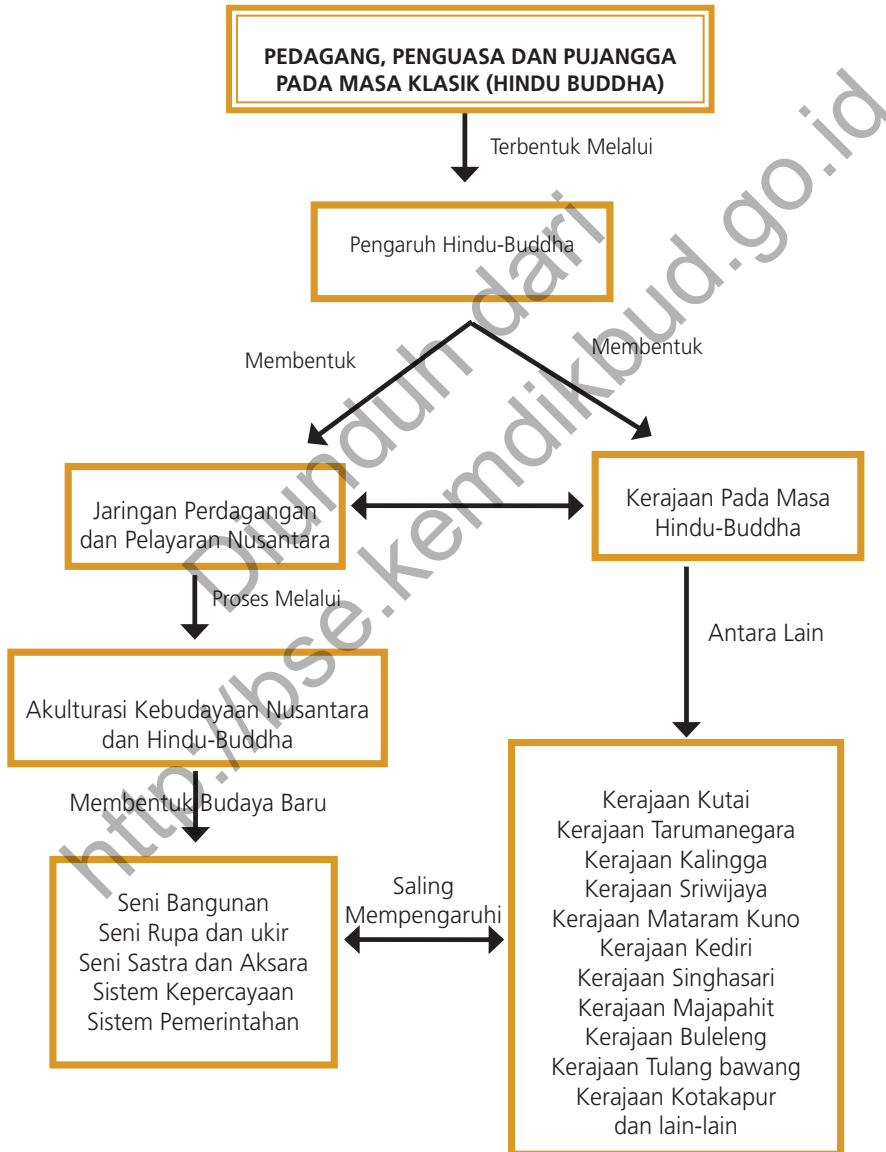 PEDAGANG, PENGUASA DAN PUJANGGA
PADA MASA KLASIK (HINDU BUDDHA)
Terbentuk Melalui
Pengaruh Hindu-Buddha
Membentuk
Membentuk
Jaringan Perdagangan
dan Pelayaran Nusantara
Kerajaan Pada Masa
Hindu-Buddha
Proses Melalui
Antara Lain
Akulturasi Kebudayaan Nusantara
dan Hindu-Buddha
Membentuk Budaya Baru
Seni Bangunan
Seni Rupa dan ukir
Seni Sastra dan Aksara
Sistem Kepercayaan
Sistem Pemerintahan
Saling
Mempengaruhi
Kerajaan Kutai
Kerajaan Tarumanegara
Kerajaan Kalingga
Kerajaan Sriwijaya
Kerajaan Mataram Kuno
Kerajaan Kediri
Kerajaan Singhasari
Kerajaan Majapahit
Kerajaan Buleleng
Kerajaan Tulang bawang
Kerajaan Kotakapur
dan lain-lain
Diunduh dari
http://bse.kemdikbud.go.id